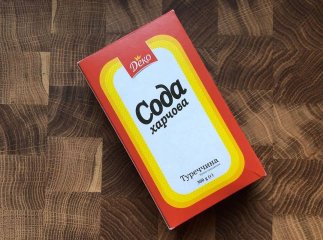 Деко
Сода
харчова
Туреччина